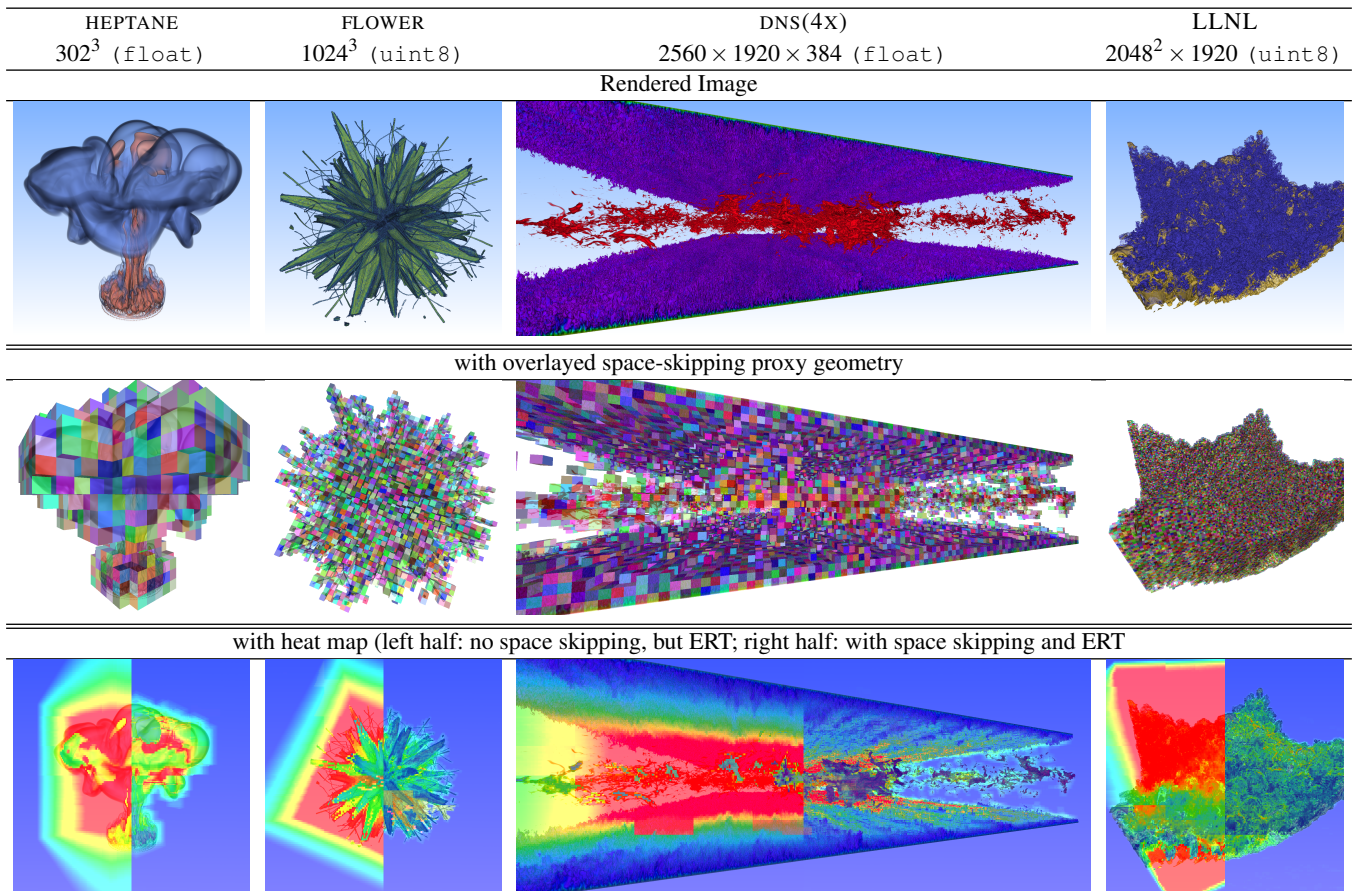 HEPTANE FLOWER DNS(4X) LLNL
302³ (float) 1024³ (uint8) 2560 × 1920 × 384 (float) 2048² × 1920 (uint8)
Rendered Image
with overlayed space-skipping proxy geometry
with heat map (left half: no space skipping, but ERT; right half: with space skipping and ERT